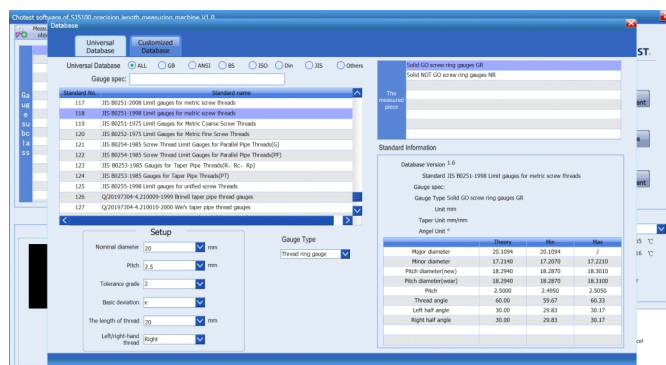 Chotest software of SJ5100 precision length measuring machine V1.0
Database
Universal Database
Customized Database
Universal Database ALL GB ANSI BS ISO Din JIS Others
Gauge spec:
Standard No. Standard name
117 JIS B0251-2008 Limit gauges for metric screw threads
118 JIS B0251-1998 Limit gauges for metric screw threads
119 JIS B0251-1975 Limit Gauges for Metric Coarse Screw Threads
120 JIS B0252-1975 Limit Gauges for Metric Fine Screw Threads
121 JIS B0254-1985 Screw Thread Limit Gauges for Parallel Pipe Threads(G)
122 JIS B0254-1985 Screw Thread Limit Gauges for Parallel Pipe Threads(PF)
123 JIS B0253-1985 Gauges for Taper Pipe Threads(R、Rc、Rp)
124 JIS B0253-1985 Gauges for Taper Pipe Threads(PT)
125 JIS B0255-1998 Limit gauges for unified screw threads
126 Q/20197304-4.210009-1999 Brinell taper pipe thread gauges
127 Q/20197304-4.210010-2000 Wei's taper pipe thread gauges
Setup
Nominal diameter 20 mm
Pitch 2.5 mm
Tolerance grade 3
Basic deviation e
The length of thread 20 mm
Left/right-hand thread Right
Gauge Type
Thread ring gauge
The measured piece
Solid GO screw ring gauges GR
Solid NOT GO screw ring gauges NR
Standard Information
Database Version 1.6
Standard JIS B0251-1998 Limit gauges for metric screw threads
Gauge spec:
Gauge Type Solid GO screw ring gauges GR
Unit mm
Taper Unit mm/mm
Angel Unit °
Theory Min Max
Major diameter 20.1094 20.1094 /
Minor diameter 17.2140 17.2070 17.2210
Pitch diameter(new) 18.2940 18.2870 18.3010
Pitch diameter(wear) 18.2940 18.2870 18.3100
Pitch 2.5000 2.4950 2.5050
Thread angle 60.00 59.67 60.33
Left half angle 30.00 29.83 30.17
Right half angle 30.00 29.83 30.17
Gauge subclass
ST.